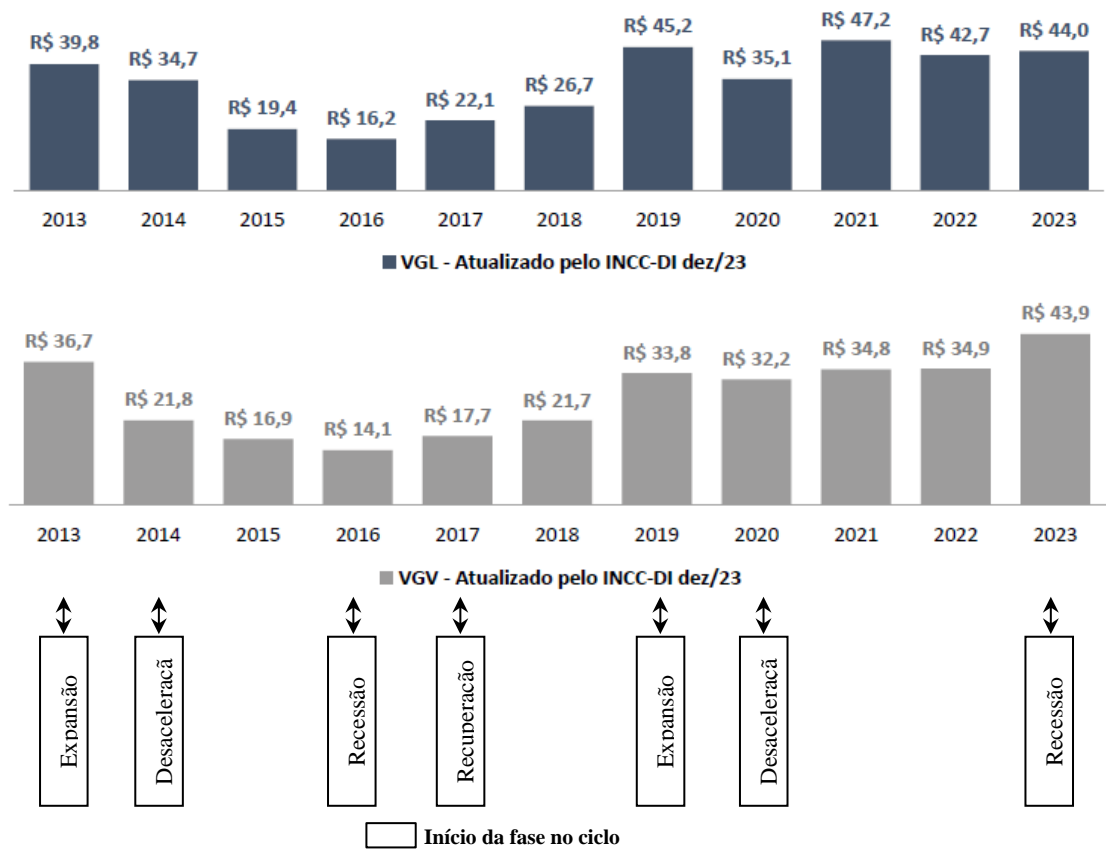 R$ 39,8 R$ 34,7 R$ 19,4 R$ 16,2 R$ 22,1 R$ 26,7 R$ 45,2 R$ 35,1 R$ 47,2 R$ 42,7 R$ 44,0
2013 2014 2015 2016 2017 2018 2019 2020 2021 2022 2023
VGL - Atualizado pelo INCC-DI dez/23
R$ 36,7 R$ 21,8 R$ 16,9 R$ 14,1 R$ 17,7 R$ 21,7 R$ 33,8 R$ 32,2 R$ 34,8 R$ 34,9 R$ 43,9
2013 2014 2015 2016 2017 2018 2019 2020 2021 2022 2023
VGV - Atualizado pelo INCC-DI dez/23
Expansão
Desaceleraçã
Recessão
Recuperação
Expansão
Desaceleraçã
Recessão
Início da fase no ciclo